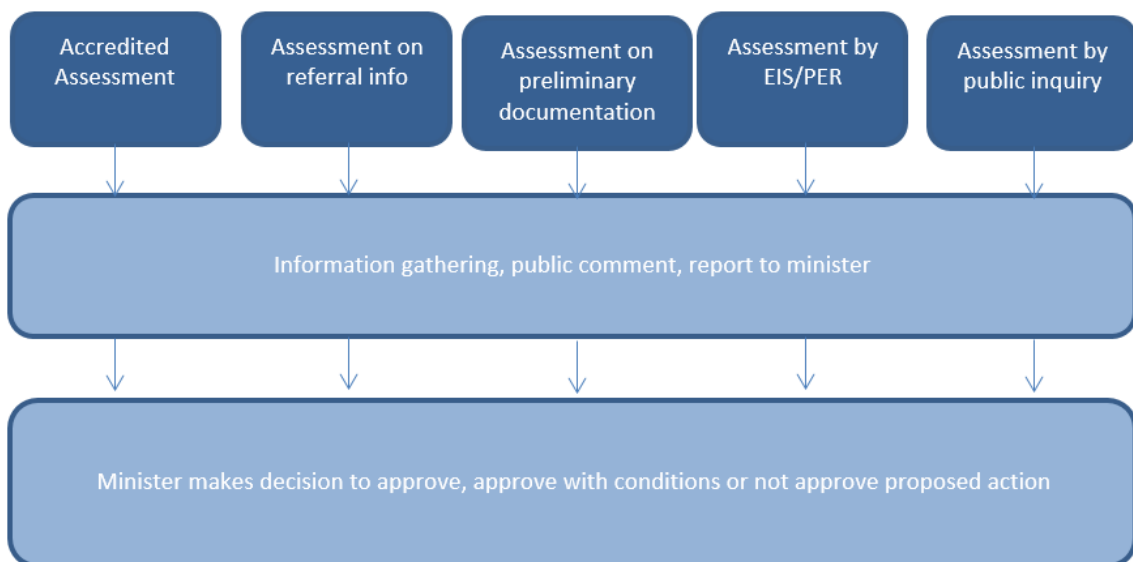 Accredited
Assessment
Assessment on
referral info
Assessment on
preliminary
documentation
Assessment by
EIS/PER
Assessment by
public inquiry
Information gathering, public comment, report to minister
Minister makes decision to approve, approve with conditions or not approve proposed action